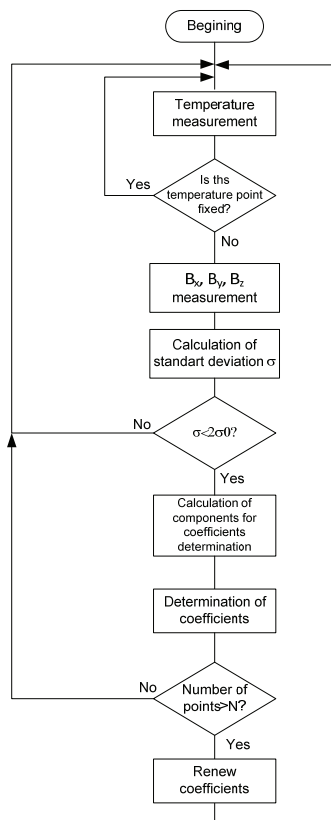 Begining
Temperature
measurement
Is ths
temperature point
fixed?
Yes
No
Bx, By, Bz
measurement
Calculation of
standart deviation σ
σ<2σ0?
No
Yes
Calculation of
components for
coefficients
determination
Determination of
coefficients
Number of
points>N?
No
Yes
Renew
coefficients